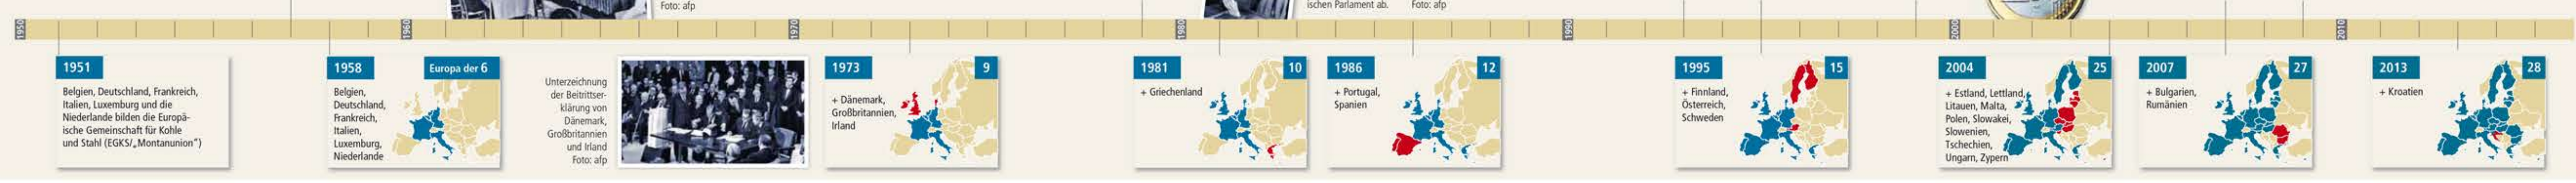 Foto: afp
ischen Parlament ab. Foto: afp
1950
1960
1970
1980
1990
2000
2010
1951
Belgien, Deutschland, Frankreich,
Italien, Luxemburg und die
Niederlande bilden die Europä-
ische Gemeinschaft für Kohle
und Stahl (EGKS/„Montanunion“)
1958
Europa der 6
Belgien,
Deutschland,
Frankreich,
Italien,
Luxemburg,
Niederlande
Unterzeichnung
der Beitrittser-
klärung von
Dänemark,
Großbritannien
und Irland
Foto: afp
1973
9
+ Dänemark,
Großbritannien,
Irland
1981
10
+ Griechenland
1986
12
+ Portugal,
Spanien
1995
15
+ Finnland,
Österreich,
Schweden
2004
25
+ Estland, Lettland,
Litauen, Malta,
Polen, Slowakei,
Slowenien,
Tschechien,
Ungarn, Zypern
2007
27
+ Bulgarien,
Rumänien
2013
28
+ Kroatien